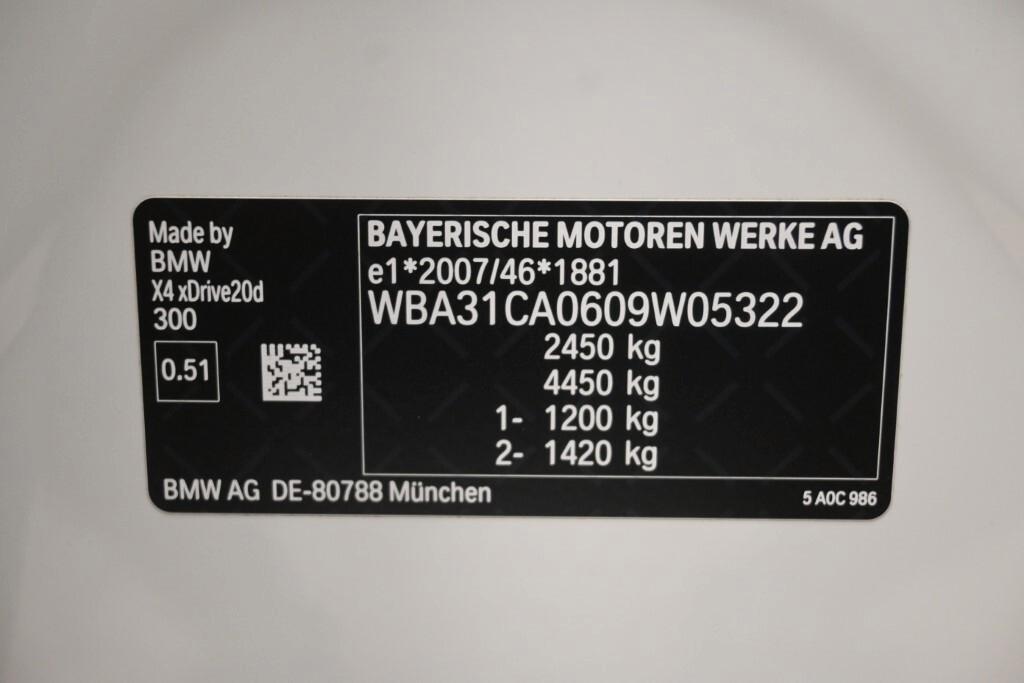 Made by
BMW
X4 xDrive20d
300
0.51
BAYERISCHE MOTOREN WERKE AG
e1*2007/46*1881
WBA31CA0609W05322
2450 kg
4450 kg
1- 1200 kg
2- 1420 kg
BMW AG DE-80788 München
5 A0C 986